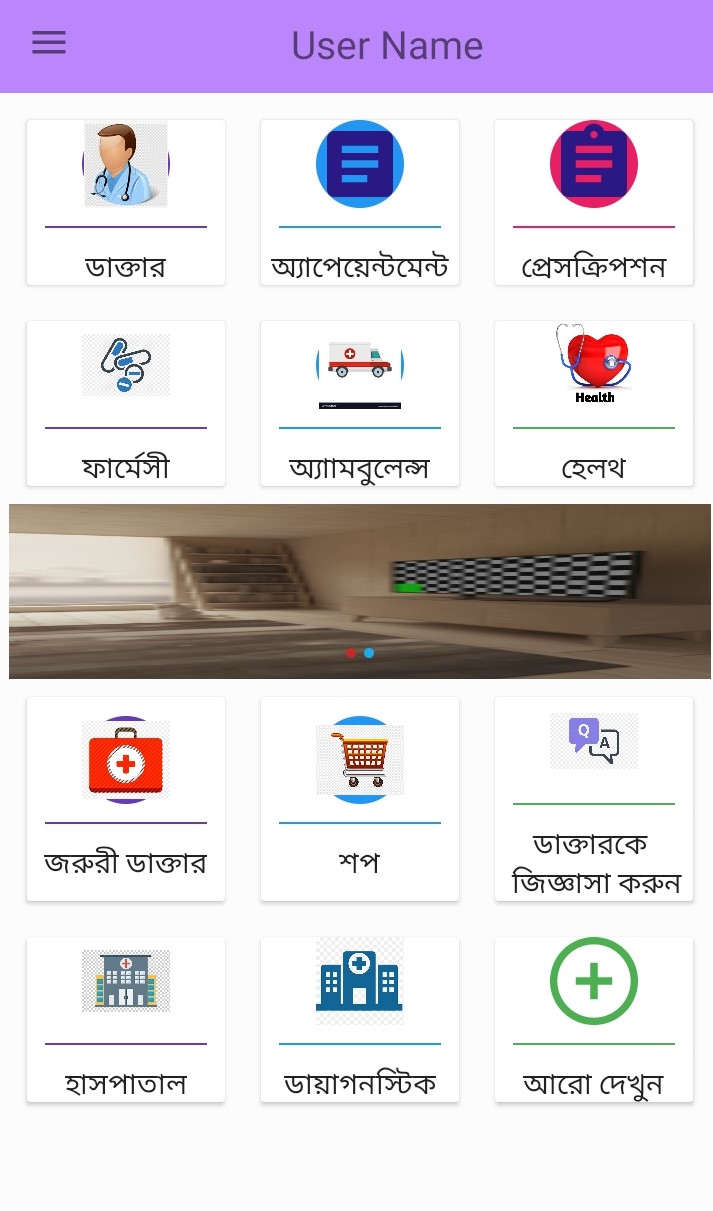 User Name
ডাক্তার
অ্যাপেয়েন্টমেন্ট
প্রেসক্রিপশন
Health
ফার্মেসী
অ্যাামবুলেন্স
হেলথ
Q
A
জরুরী ডাক্তার
শপ
ডাক্তারকে
জিজ্ঞাসা করুন
হাসপাতাল
ডায়াগনস্টিক
আরো দেখুন